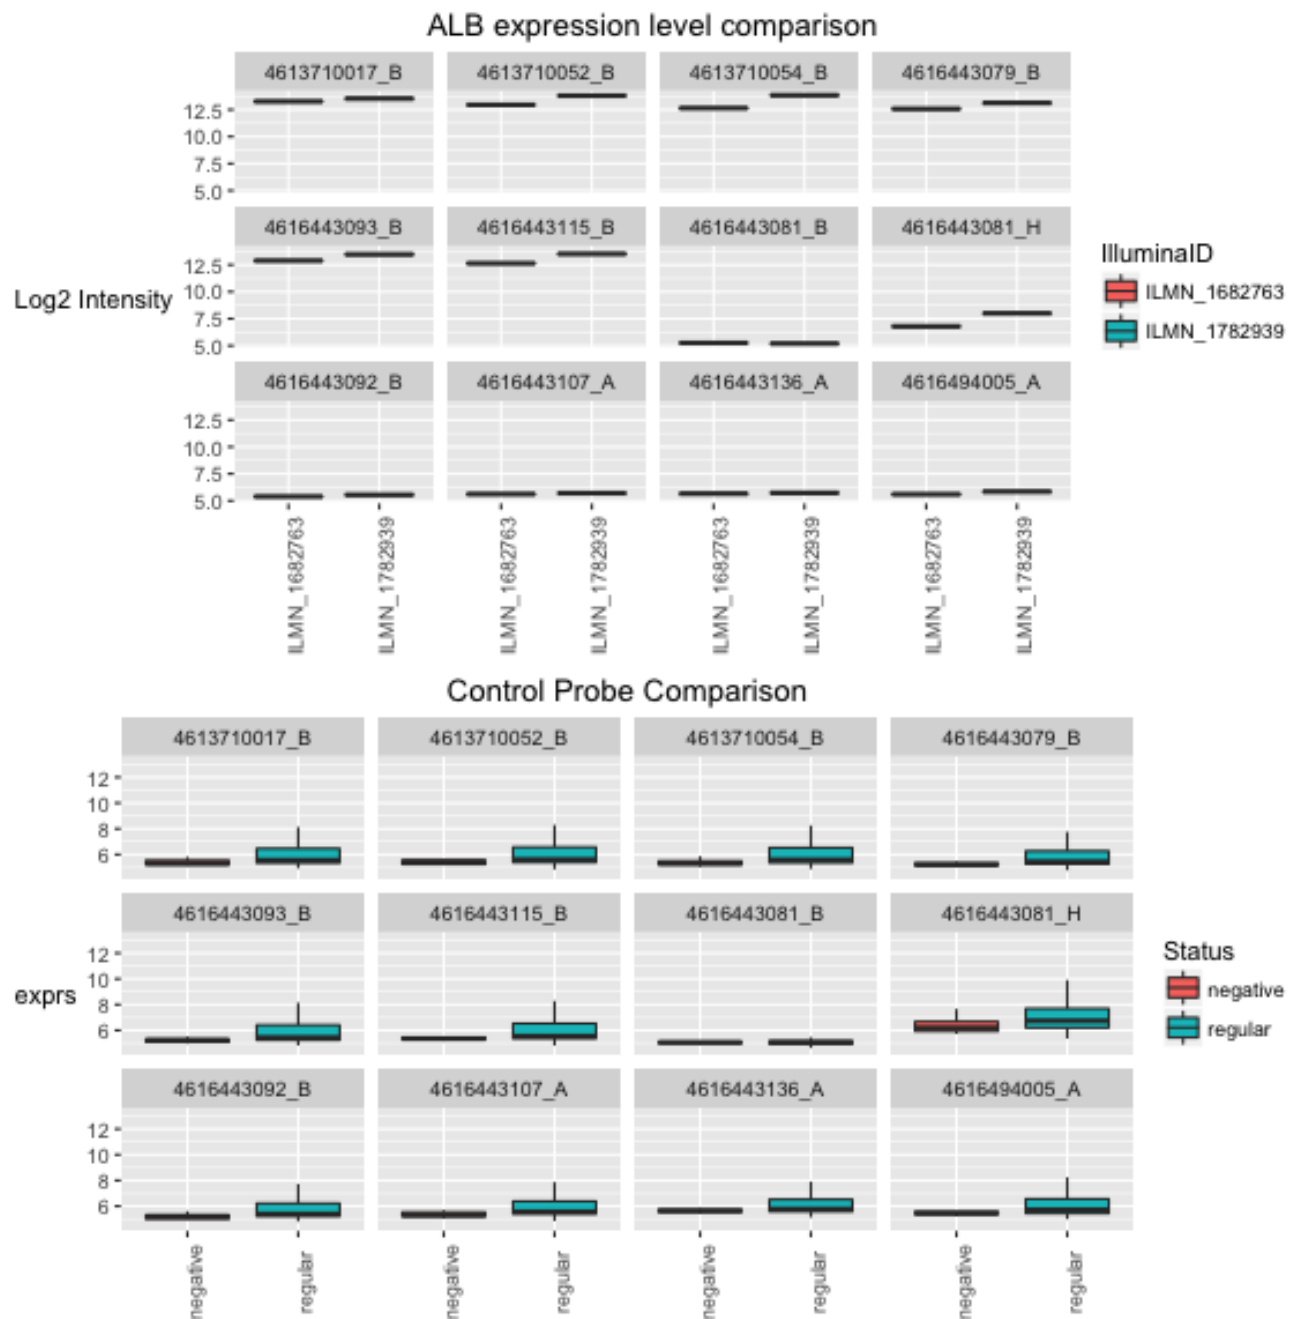 ALB expression level comparison
4613710017_B 4613710052_B 4613710054_B 4616443079_B
12.5
10.0
7.5
5.0
4616443093_B 4616443115_B 4616443081_B 4616443081_H
12.5
10.0
7.5
5.0
Log2 Intensity
IlluminaID
ILMN_1682763
ILMN_1782939
4616443092_B 4616443107_A 4616443136_A 4616494005_A
12.5
10.0
7.5
5.0
ILMN_1682763 ILMN_1782939 ILMN_1682763 ILMN_1782939 ILMN_1682763 ILMN_1782939 ILMN_1682763 ILMN_1782939
Control Probe Comparison
4613710017_B 4613710052_B 4613710054_B 4616443079_B
12
10
8
6
4616443093_B 4616443115_B 4616443081_B 4616443081_H
12
10
8
6
exprs
Status
negative
regular
4616443092_B 4616443107_A 4616443136_A 4616494005_A
12
10
8
6
negative regular negative regular negative regular negative regular